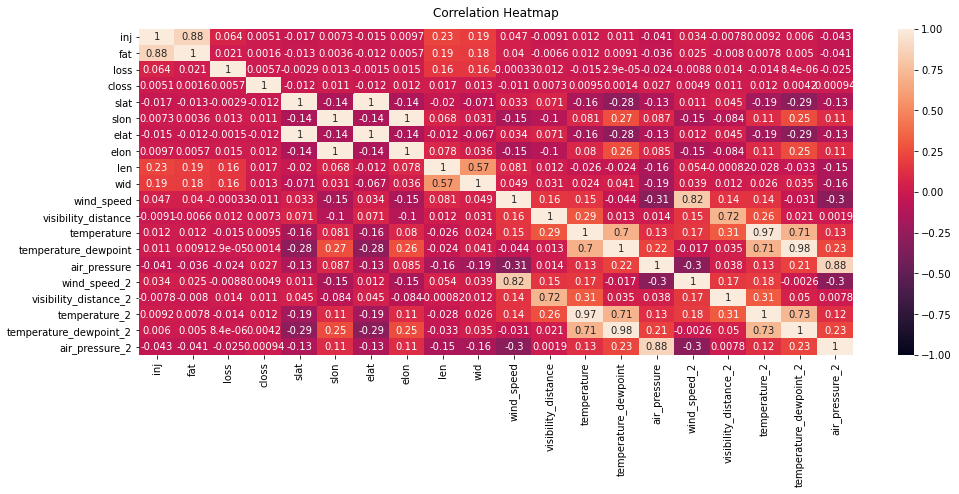 Correlation Heatmap
inj 1 0.88 0.064 0.0051 -0.017 0.0073 -0.015 0.0097 0.23 0.19 0.047 -0.0091 0.012 0.011 -0.041 0.034 -0.0078 0.0092 0.006 -0.043
fat 0.88 1 0.021 0.0016 -0.013 0.0036 -0.012 0.0057 0.19 0.18 0.04 -0.0066 0.012 0.0091 -0.036 0.025 -0.008 0.0078 0.005 -0.041
loss 0.064 0.021 1 0.0057 -0.0029 0.013 -0.0015 0.015 0.16 0.16 -0.00033 0.012 -0.015 2.9e-05 -0.024 -0.0088 0.014 -0.014 8.4e-06 -0.025
closs 0.0051 0.0016 0.0057 1 -0.012 0.011 -0.012 0.012 0.017 0.013 -0.011 0.0073 0.0095 0.0014 0.027 0.0049 0.011 0.012 0.0042 0.00094
slat -0.017 -0.013 -0.0029 -0.012 1 -0.14 1 -0.14 -0.02 -0.071 0.033 0.071 -0.16 -0.28 -0.13 0.011 0.045 -0.19 -0.29 -0.13
slon 0.0073 0.0036 0.013 0.011 -0.14 1 -0.14 1 0.068 0.031 -0.15 -0.1 0.081 0.27 0.087 -0.15 -0.084 0.11 0.25 0.11
elat -0.015 -0.012 -0.0015 -0.012 1 -0.14 1 -0.14 -0.012 -0.067 0.034 0.071 -0.16 -0.28 -0.13 0.012 0.045 -0.19 -0.29 -0.13
elon 0.0097 0.0057 0.015 0.012 -0.14 1 -0.14 1 0.078 0.036 -0.15 -0.1 0.08 0.26 0.085 -0.15 -0.084 0.11 0.25 0.11
len 0.23 0.19 0.16 0.017 -0.02 0.068 -0.012 0.078 1 0.57 0.081 0.012 -0.026 -0.024 -0.16 0.054 -0.00082 -0.028 -0.033 -0.15
wid 0.19 0.18 0.16 0.013 -0.071 0.031 -0.067 0.036 0.57 1 0.049 0.031 0.024 0.041 -0.19 0.039 0.012 0.026 0.035 -0.16
wind_speed 0.047 0.04 -0.00033 -0.011 0.033 -0.15 0.034 -0.15 0.081 0.049 1 0.16 0.15 -0.044 -0.31 0.82 0.14 0.14 -0.031 -0.3
visibility_distance -0.0091 -0.0066 0.012 0.0073 0.071 -0.1 0.071 -0.1 0.012 0.031 0.16 1 0.29 0.013 0.014 0.15 0.72 0.26 0.021 0.0019
temperature 0.012 0.012 -0.015 0.0095 -0.16 0.081 -0.16 0.08 -0.026 0.024 0.15 0.29 1 0.7 0.13 0.17 0.31 0.97 0.71 0.13
temperature_dewpoint 0.011 0.0091 2.9e-05 0.0014 -0.28 0.27 -0.28 0.26 -0.024 0.041 -0.044 0.013 0.7 1 0.22 -0.017 0.035 0.71 0.98 0.23
air_pressure -0.041 -0.036 -0.024 0.027 -0.13 0.087 -0.13 0.085 -0.16 -0.19 -0.31 0.014 0.13 0.22 1 -0.3 0.038 0.13 0.21 0.88
wind_speed_2 0.034 0.025 -0.0088 0.0049 0.011 -0.15 0.012 -0.15 0.054 0.039 0.82 0.15 0.17 -0.017 -0.3 1 0.17 0.18 -0.0026 -0.3
visibility_distance_2 -0.0078 -0.008 0.014 0.011 0.045 -0.084 0.045 -0.084 -0.00082 0.012 0.14 0.72 0.31 0.035 0.038 0.17 1 0.31 0.05 0.0078
temperature_2 0.0092 0.0078 -0.014 0.012 -0.19 0.11 -0.19 0.11 -0.028 0.026 0.14 0.26 0.97 0.71 0.13 0.18 0.31 1 0.73 0.12
temperature_dewpoint_2 0.006 0.005 8.4e-06 0.0042 -0.29 0.25 -0.29 0.25 -0.033 0.035 -0.031 0.021 0.71 0.98 0.21 -0.0026 0.05 0.73 1 0.23
air_pressure_2 -0.043 -0.041 -0.025 0.00094 -0.13 0.11 -0.13 0.11 -0.15 -0.16 -0.3 0.0019 0.13 0.23 0.88 -0.3 0.0078 0.12 0.23 1
inj fat loss closs slat slon elat elon len wid wind_speed visibility_distance temperature temperature_dewpoint air_pressure wind_speed_2 visibility_distance_2 temperature_2 temperature_dewpoint_2 air_pressure_2
1.00
0.75
0.50
0.25
0.00
−0.25
−0.50
−0.75
−1.00